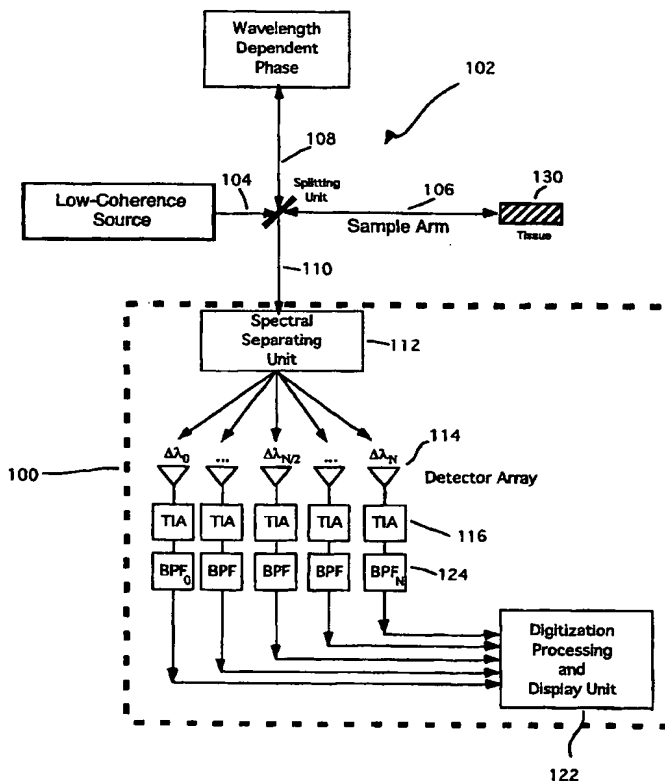 Wavelength
Dependent
Phase
102
108
104
Splitting
Unit
106
130
Low-Coherence
Source
Sample Arm
Tissue
110
Spectral
Separating
Unit
112
Δλ0 ... ΔλN/2 ... ΔλN
114
100
Detector Array
TIA TIA TIA TIA TIA
116
BPF0 BPF BPF BPF BPFN
124
Digitization
Processing
and
Display Unit
122